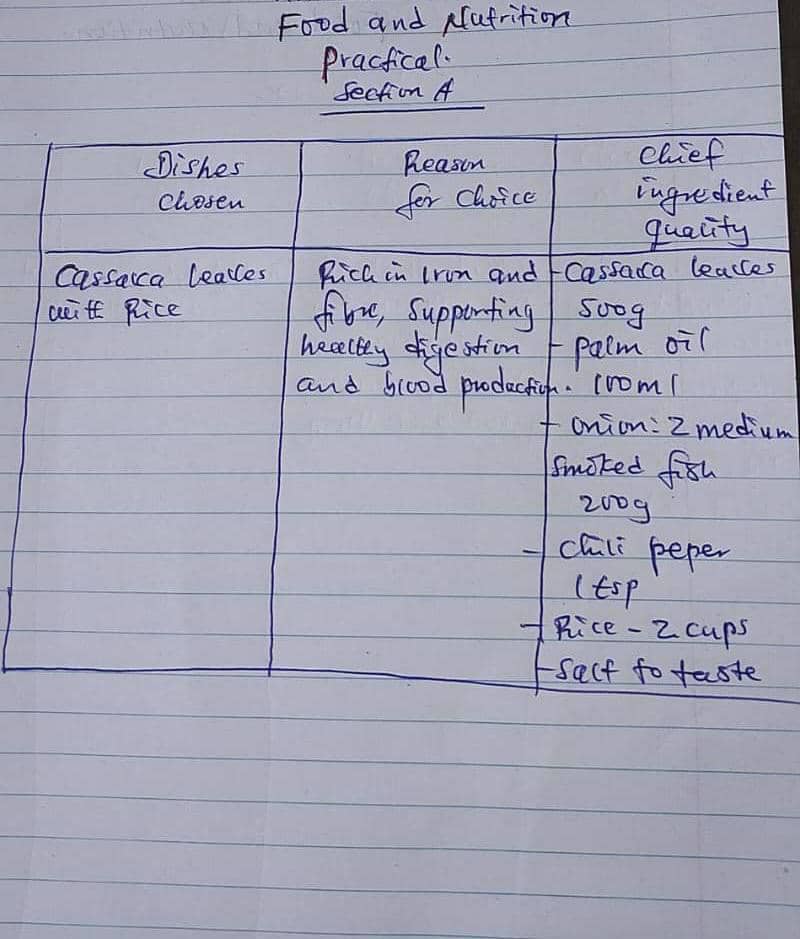 Food and Nutrition
Practical.
Section A
Dishes
Chosen
Reason
for Choice
Chief
ingredient
quality
Cassava leaves
with Rice
Rich in Iron and
fibre, Supporting
healthy digestion
and blood production.
- Cassava leaves
500g
- palm oil
100ml
- onion: 2 medium
Smoked fish
200g
- Chili peper
1 tsp
- Rice - 2 cups
- Salt to taste